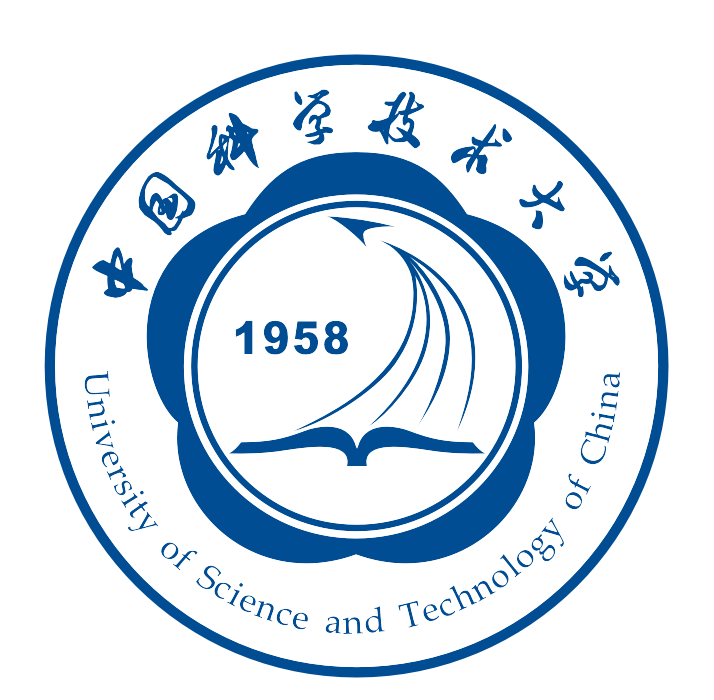 中国科学技术大学
1958
University of Science and Technology of China